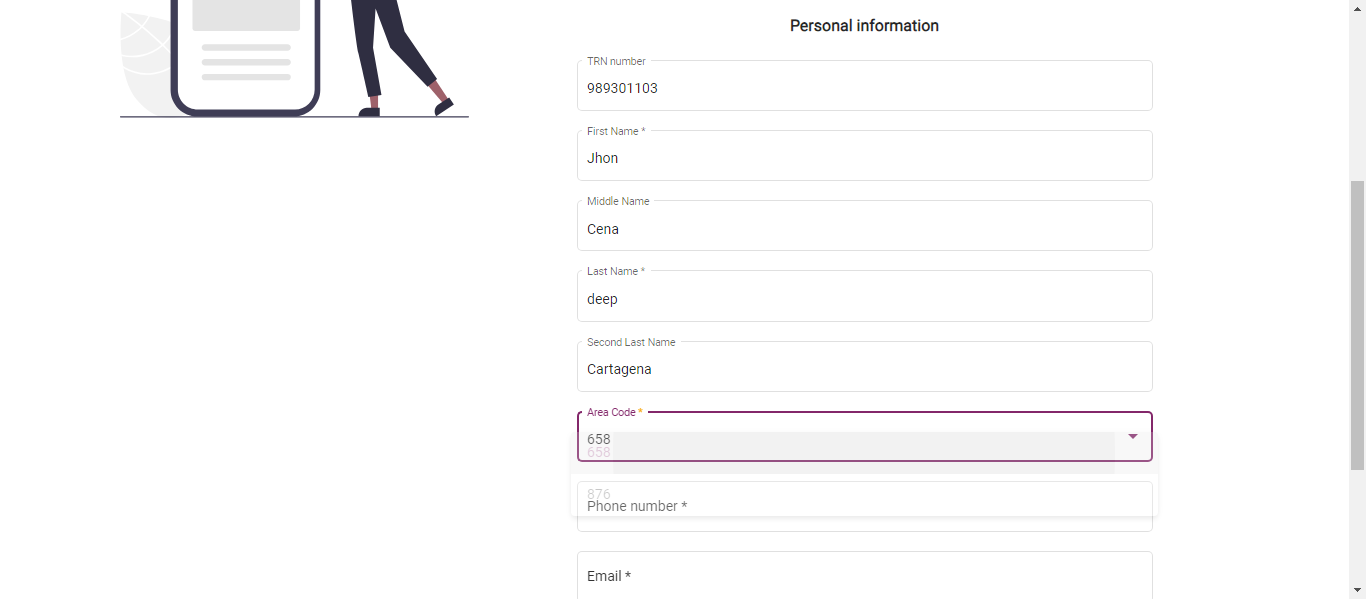 Personal information
TRN number
989301103
First Name *
Jhon
Middle Name
Cena
Last Name *
deep
Second Last Name
Cartagena
Area Code *
658
658
876
Phone number *
Email *